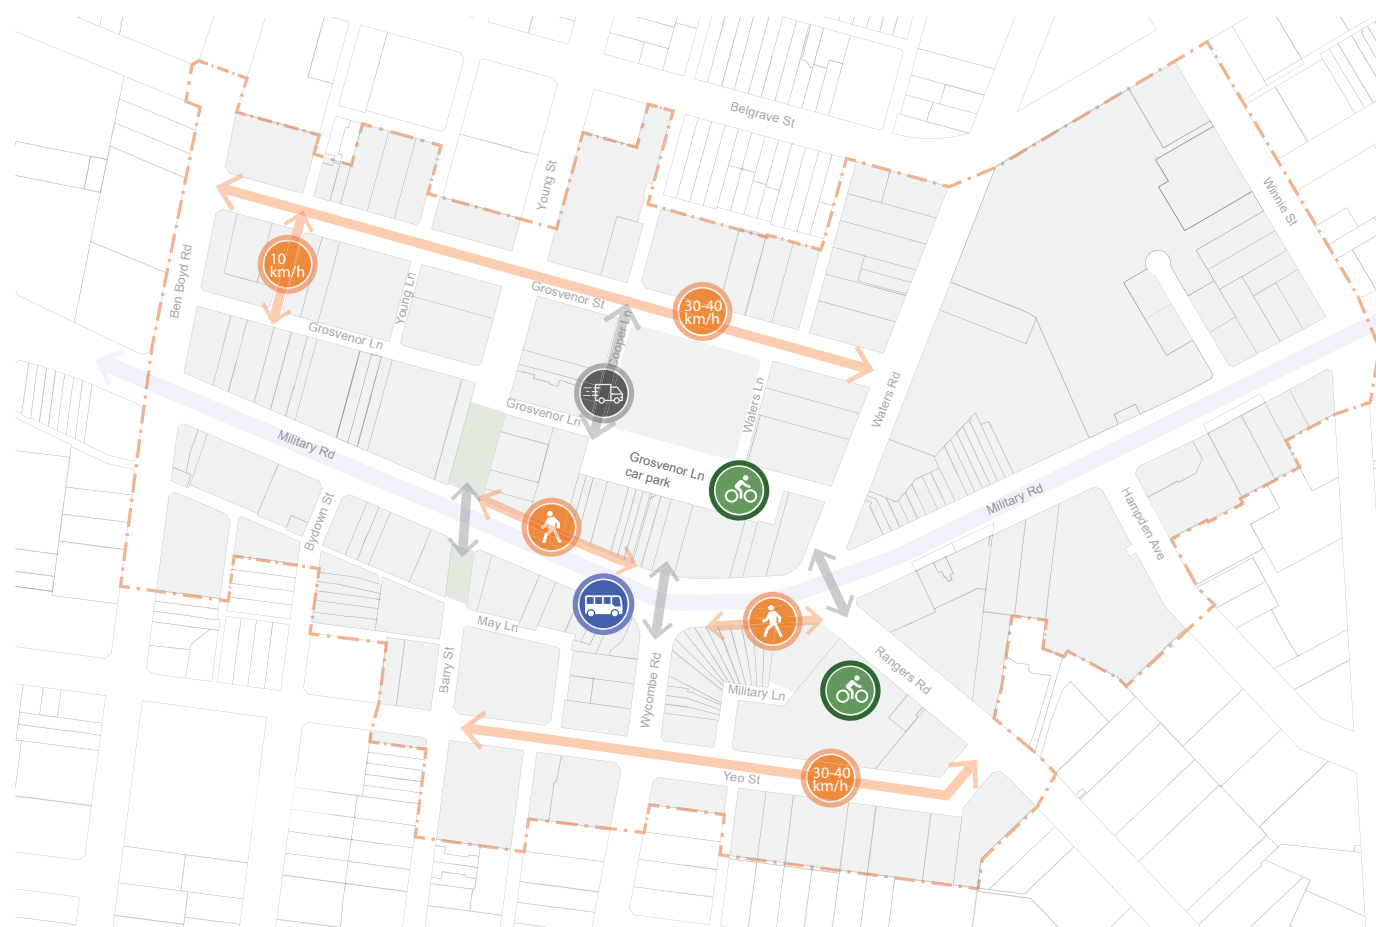 Belgrave St
Young St
Winnie St
Ben Boyd Rd
10
km/h
Young Ln
Grosvenor St
30-40
km/h
Grosvenor Ln
Cooper Ln
Waters Ln
Waters Rd
Grosvenor Ln
Military Rd
Grosvenor Ln
car park
Military Rd
Bydown St
Hampden Ave
May Ln
Barry St
Wycombe Rd
Military Ln
Rangers Rd
Yeo St
30-40
km/h